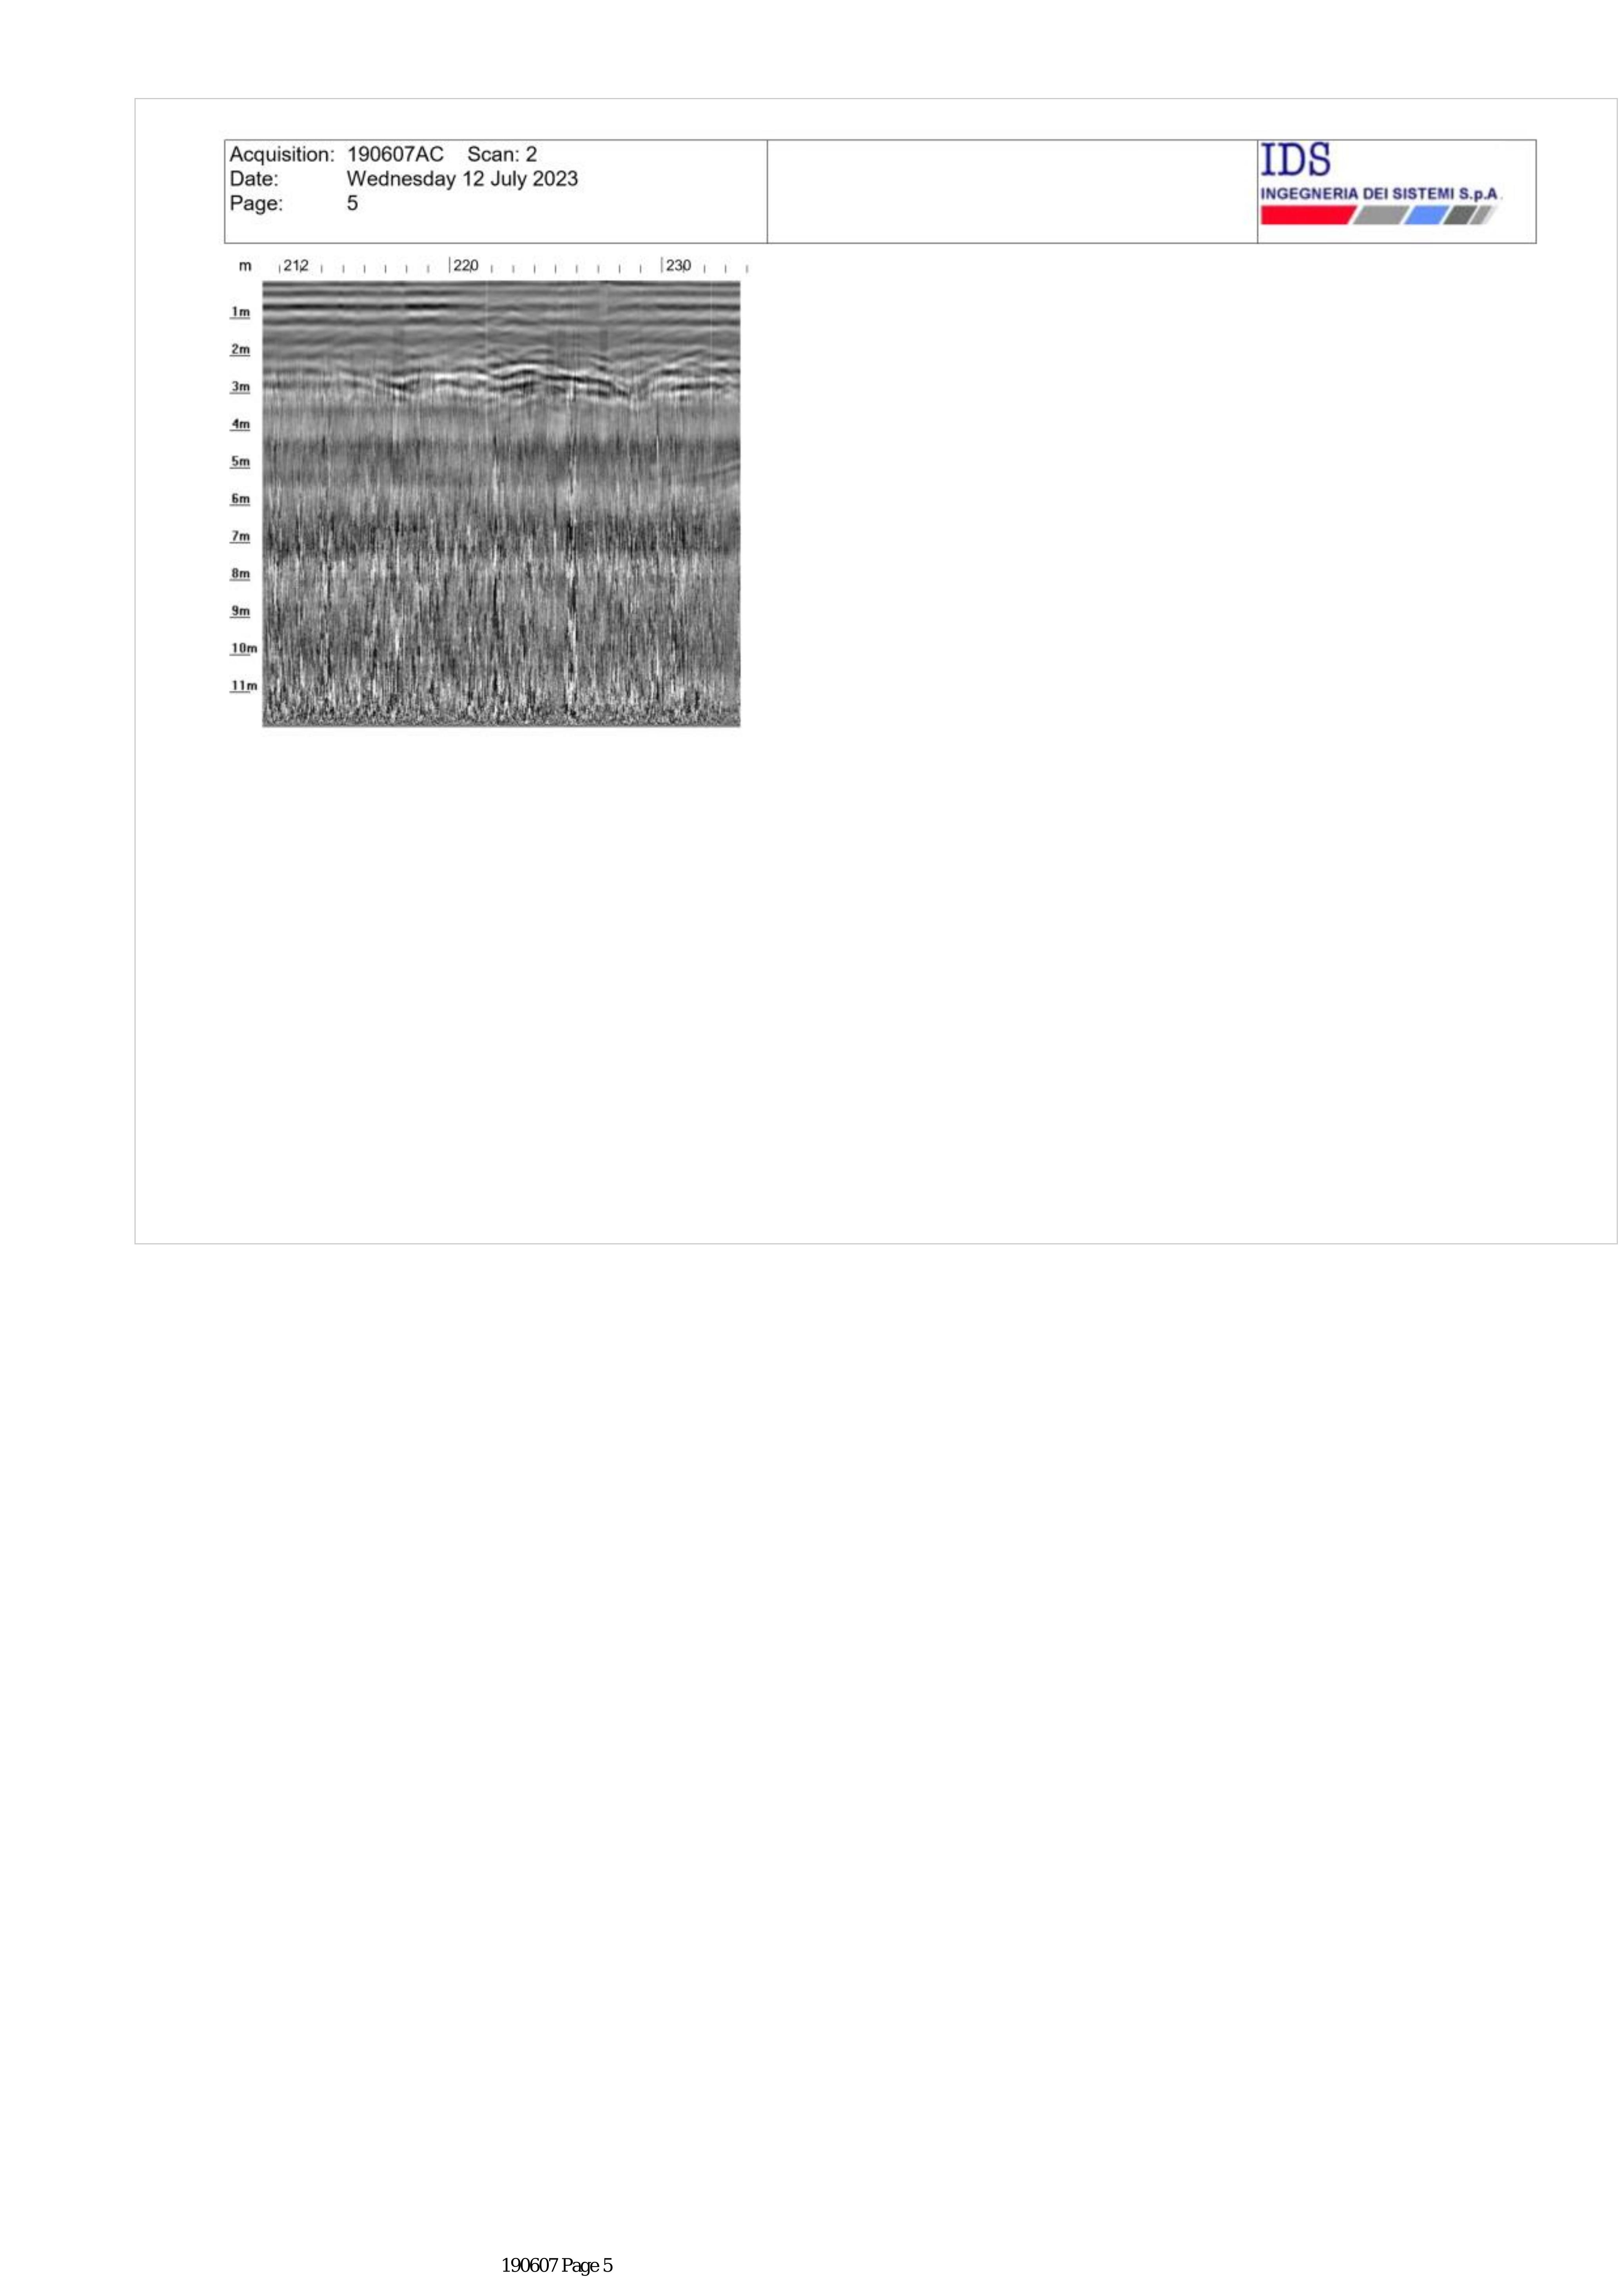 Acquisition: 190607AC Scan: 2
Date: Wednesday 12 July 2023
Page: 5
IDS
INGEGNERIA DEI SISTEMI S.p.A.
m 212 220 230
1m
2m
3m
4m
5m
6m
7m
8m
9m
10m
11m
190607 Page 5